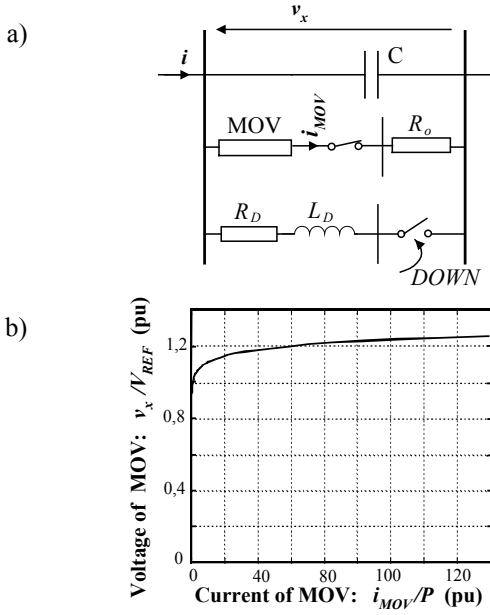 a)
v_x
i
C
MOV
i_MOV
R_o
R_D
L_D
DOWN
b)
Voltage of MOV: v_x /V_REF (pu)
1,2
0,8
0,4
0
0 40 60 80 100 120
Current of MOV: i_MOV/P (pu)